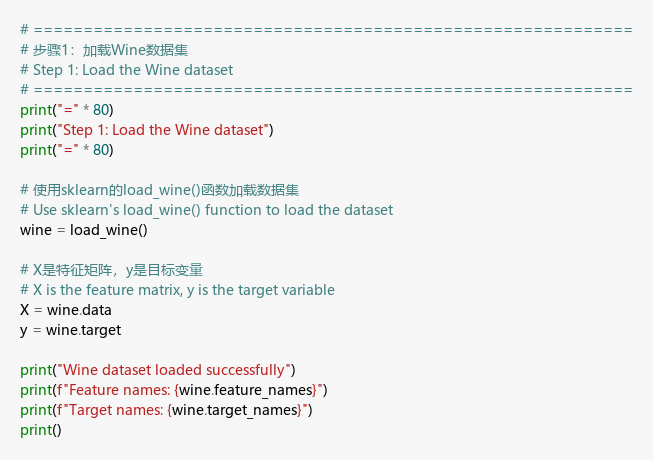 # ============================================================
# 步骤1：加载Wine数据集
# Step 1: Load the Wine dataset
# ============================================================
print("=" * 80)
print("Step 1: Load the Wine dataset")
print("=" * 80)
# 使用sklearn的load_wine()函数加载数据集
# Use sklearn's load_wine() function to load the dataset
wine = load_wine()
# X是特征矩阵，y是目标变量
# X is the feature matrix, y is the target variable
X = wine.data
y = wine.target
print("Wine dataset loaded successfully")
print(f"Feature names: {wine.feature_names}")
print(f"Target names: {wine.target_names}")
print()